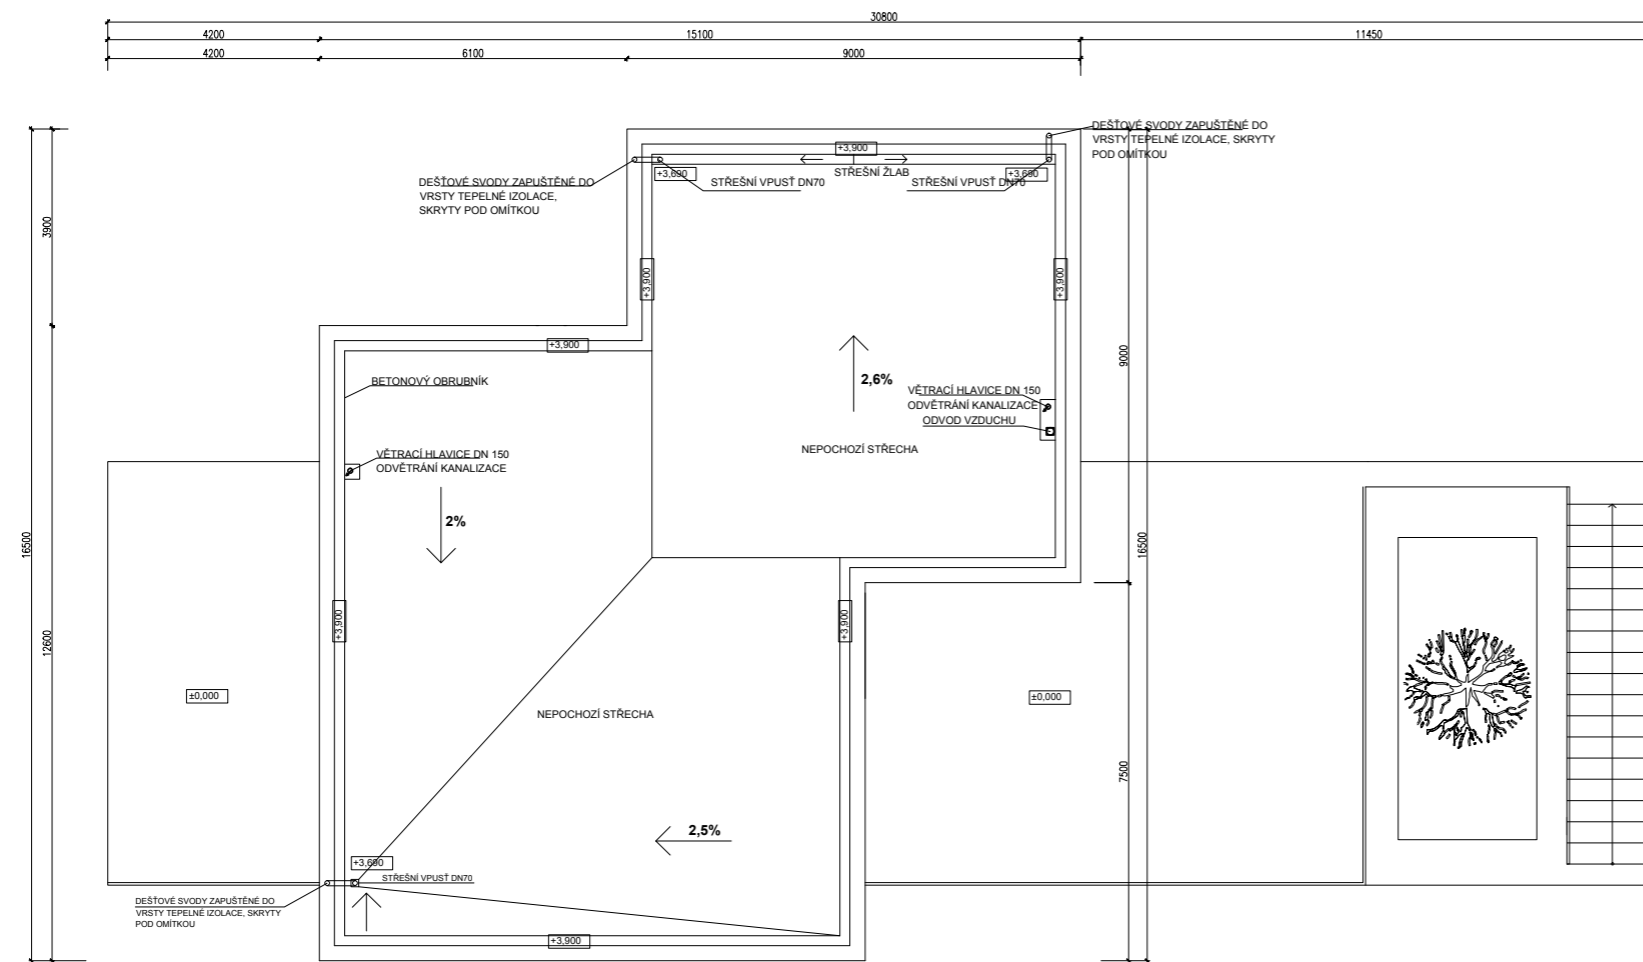 30800
4200
15100
11450
4200
6100
9000
DEŠŤOVÉ SVODY ZAPUŠTĚNÉ DO
VRSTY TEPELNÉ IZOLACE, SKRYTY
POD OMÍTKOU
+3,900
STŘEŠNÍ ŽLAB
+3,690
STŘEŠNÍ VPUSŤ DN70
STŘEŠNÍ VPUSŤ DN70
+3,690
DEŠŤOVÉ SVODY ZAPUŠTĚNÉ DO
VRSTY TEPELNÉ IZOLACE,
SKRYTY POD OMÍTKOU
3900
+3,900
+3,900
+3,900
9000
2,6%
BETONOVÝ OBRUBNÍK
VĚTRACÍ HLAVICE DN 150
ODVĚTRÁNÍ KANALIZACE
ODVOD VZDUCHU
NEPOCHOZÍ STŘECHA
VĚTRACÍ HLAVICE DN 150
ODVĚTRÁNÍ KANALIZACE
2%
16500
16500
12600
+3,900
+3,900
±0,000
±0,000
NEPOCHOZÍ STŘECHA
7500
2,5%
+3,690
STŘEŠNÍ VPUSŤ DN70
DEŠŤOVÉ SVODY ZAPUŠTĚNÉ DO
VRSTY TEPELNÉ IZOLACE, SKRYTY
POD OMÍTKOU
+3,900